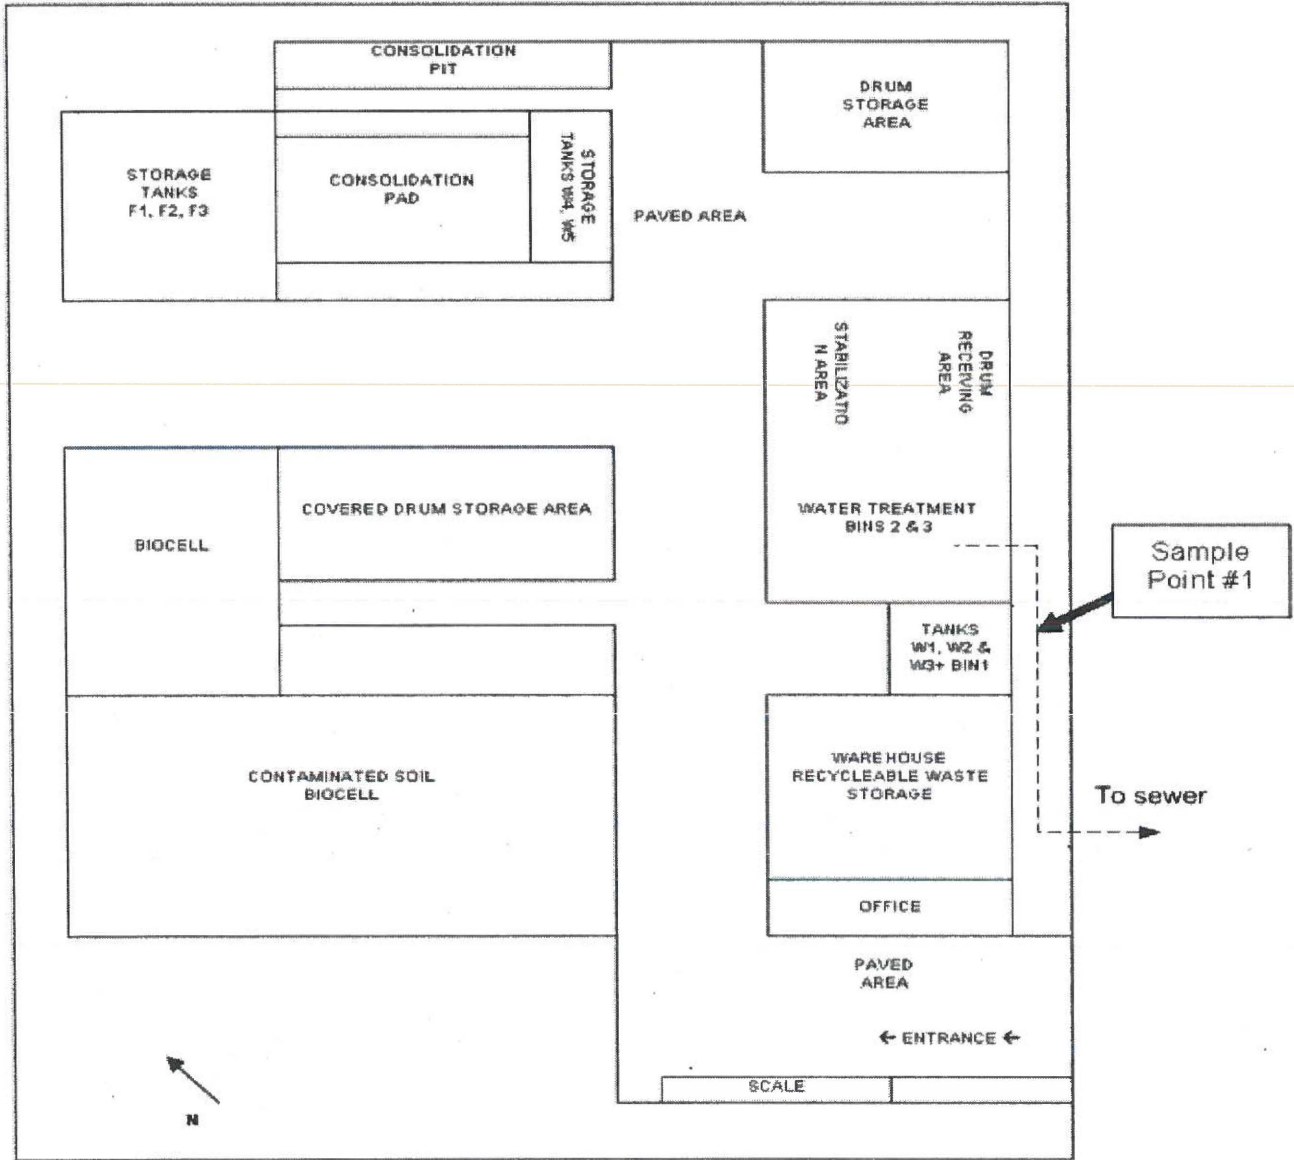 CONSOLIDATION
PIT
DRUM
STORAGE
AREA
STORAGE
TANKS
F1, F2, F3
CONSOLIDATION
PAD
STORAGE
TANKS W4, W5
PAVED AREA
STABILIZATIO
N AREA
DRUM
RECEIVING
AREA
COVERED DRUM STORAGE AREA
WATER TREATMENT
BINS 2 & 3
BIOCELL
Sample
Point #1
TANKS
W1, W2 &
W3+ BIN1
CONTAMINATED SOIL
BIOCELL
WAREHOUSE
RECYCLEABLE WASTE
STORAGE
To sewer
OFFICE
PAVED
AREA
← ENTRANCE ←
SCALE
N